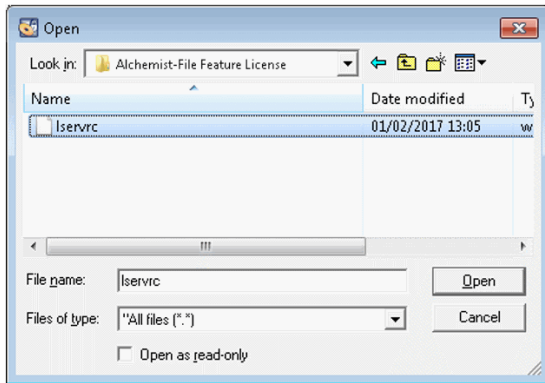 Open
Look in: Alchemist-File Feature License
Name Date modified Ty
lservrc 01/02/2017 13:05 w
File name: lservrc Open
Files of type: "All files (*.*) Cancel
Open as read-only